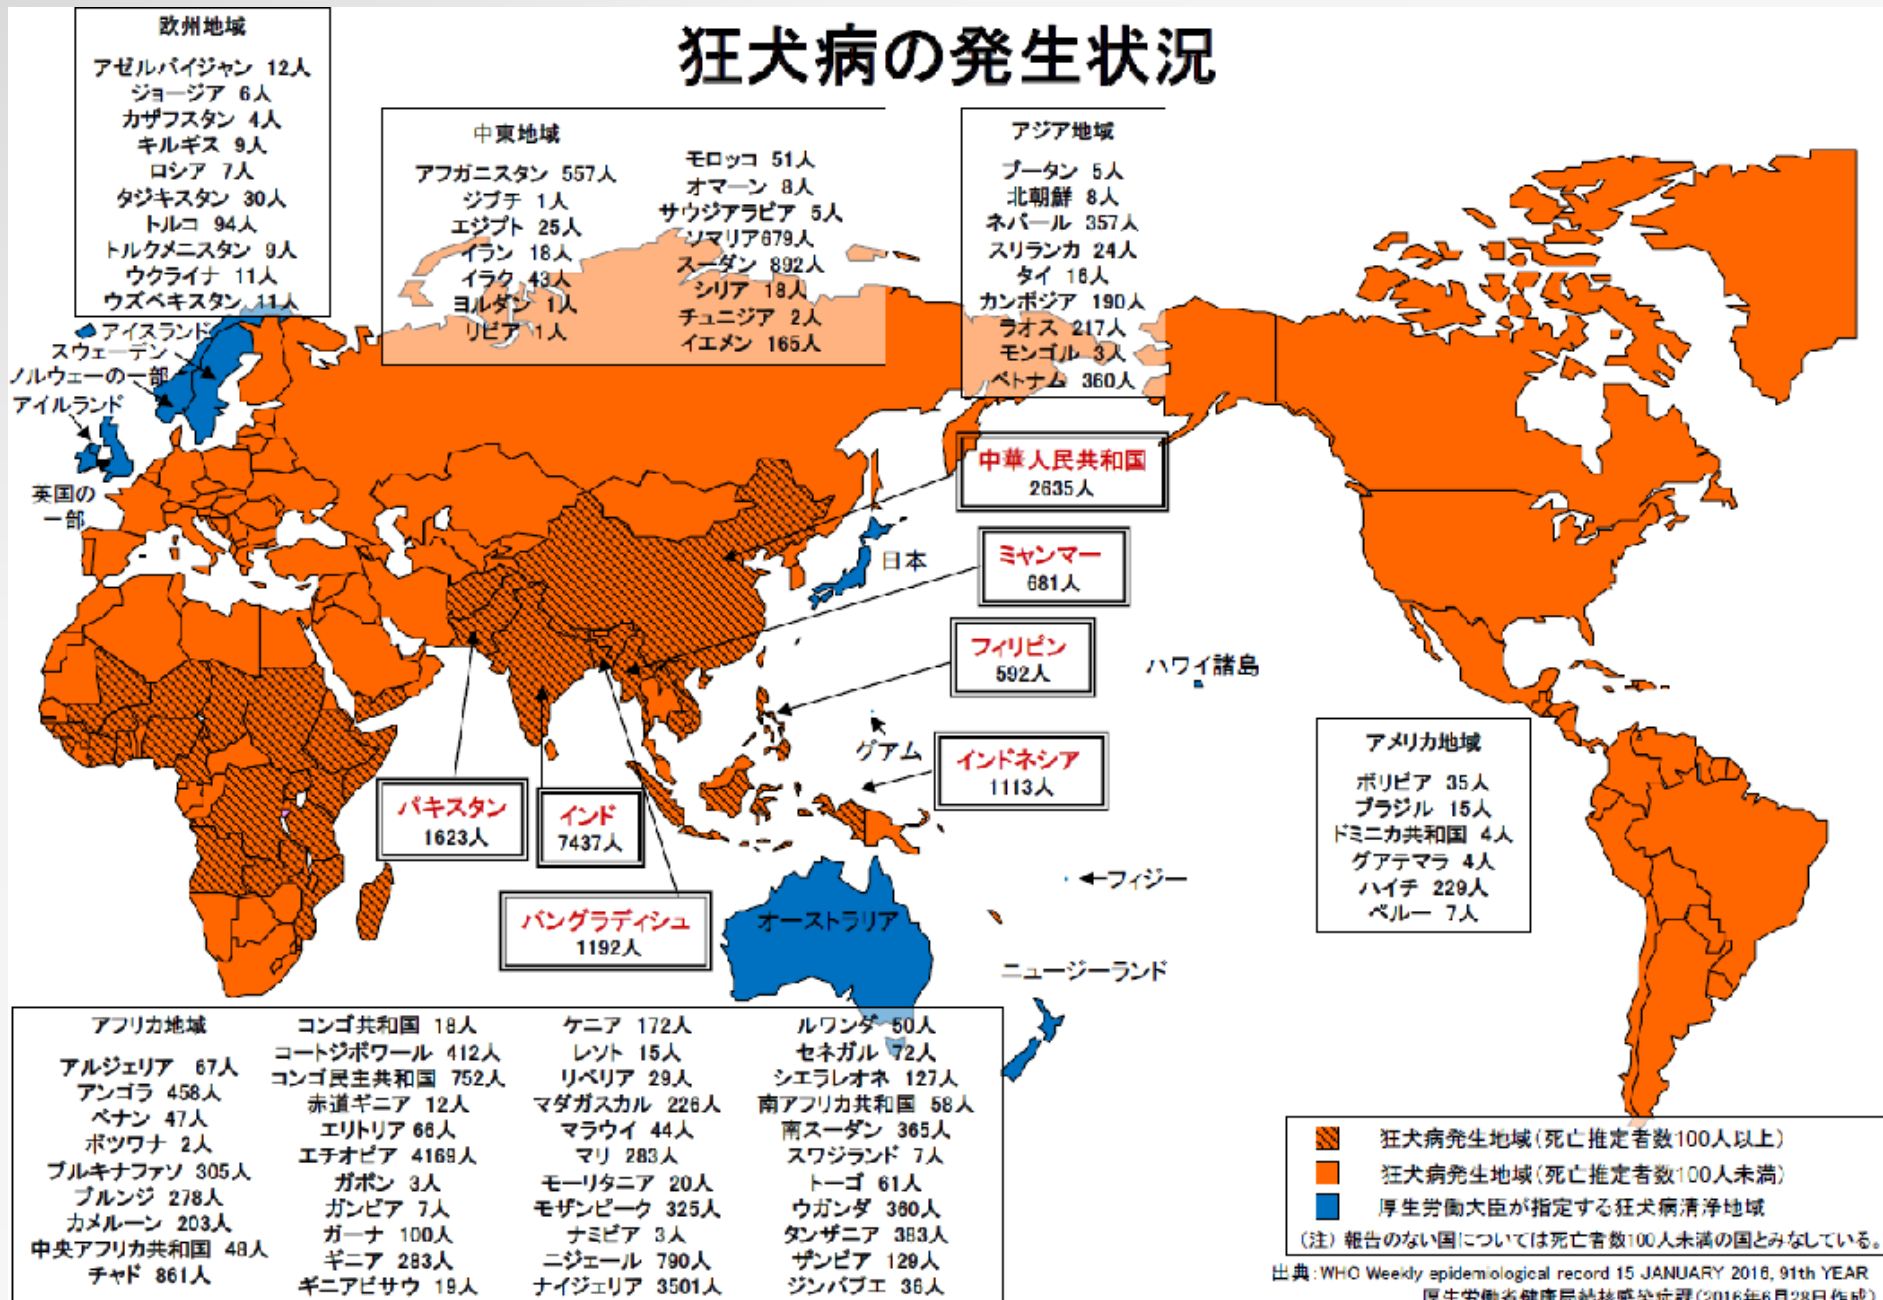 狂犬病の発生状況
欧州地域
アゼルバイジャン 12人
ジョージア 6人
カザフスタン 4人
キルギス 9人
ロシア 7人
タジキスタン 30人
トルコ 94人
トルクメニスタン 9人
ウクライナ 11人
ウズベキスタン 11人
中東地域
アフガニスタン 557人
ジブチ 1人
エジプト 25人
イラン 18人
イラク 43人
ヨルダン 1人
リビア 1人
モロッコ 51人
オマーン 8人
サウジアラビア 5人
ソマリア679人
スーダン 892人
シリア 18人
チュニジア 2人
イエメン 165人
アジア地域
ブータン 5人
北朝鮮 8人
ネパール 357人
スリランカ 24人
タイ 16人
カンボジア 190人
ラオス 217人
モンゴル 3人
ベトナム 360人
アイスランド
スウェーデン
ノルウェーの一部
アイルランド
英国の
一部
中華人民共和国
2635人
ミャンマー
681人
日本
フィリピン
592人
ハワイ諸島
グアム
インドネシア
1113人
パキスタン
1623人
インド
7437人
バングラディシュ
1192人
フィジー
オーストラリア
ニュージーランド
アメリカ地域
ボリビア 35人
ブラジル 15人
ドミニカ共和国 4人
グアテマラ 4人
ハイチ 229人
ペルー 7人
アフリカ地域
アルジェリア 67人
アンゴラ 458人
ベナン 47人
ボツワナ 2人
ブルキナファソ 305人
ブルンジ 278人
カメルーン 203人
中央アフリカ共和国 48人
チャド 861人
コンゴ共和国 18人
コートジボワール 412人
コンゴ民主共和国 752人
赤道ギニア 12人
エリトリア 66人
エチオピア 4169人
ガボン 3人
ガンビア 7人
ガーナ 100人
ギニア 283人
ギニアビサウ 19人
ケニア 172人
レソト 15人
リベリア 29人
マダガスカル 226人
マラウイ 44人
マリ 283人
モーリタニア 20人
モザンビーク 325人
ナミビア 3人
ニジェール 790人
ナイジェリア 3501人
ルワンダ 50人
セネガル 72人
シエラレオネ 127人
南アフリカ共和国 58人
南スーダン 365人
スワジランド 7人
トーゴ 61人
ウガンダ 360人
タンザニア 383人
ザンビア 129人
ジンバブエ 36人
狂犬病発生地域(死亡推定者数100人以上)
狂犬病発生地域(死亡推定者数100人未満)
厚生労働大臣が指定する狂犬病清浄地域
(注) 報告のない国については死亡者数100人未満の国とみなしている。
出典:WHO Weekly epidemiological record 15 JANUARY 2016, 91th YEAR
厚生労働省健康局結核感染症課(2016年6月28日作成)